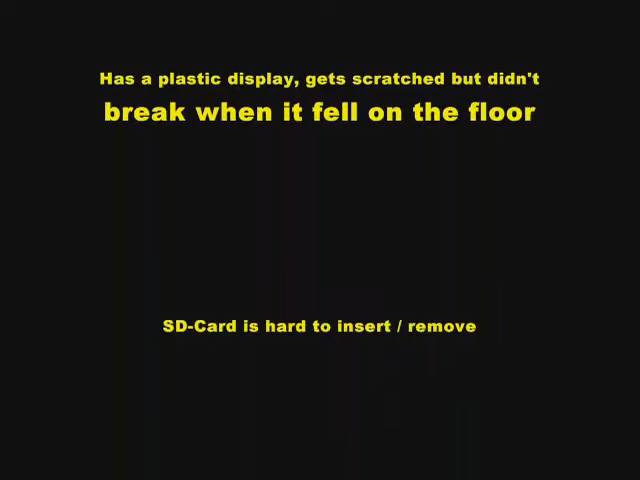 Has a plastic display, gets scratched but didn't
break when it fell on the floor
SD-Card is hard to insert / remove